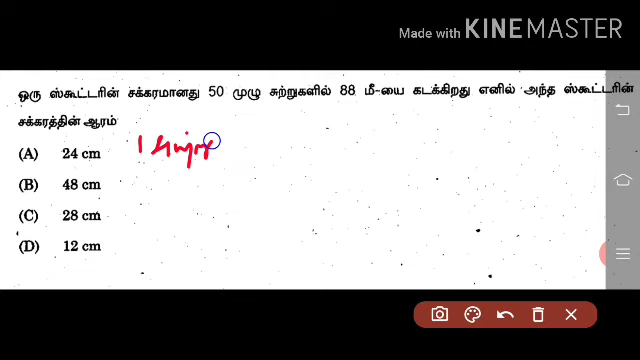 Made with KINEMASTER
ஒரு ஸ்கூட்டரின் சக்கரமானது 50 முழு சுற்றுகளில் 88 மீ-யை கடக்கிறது எனில் அந்த ஸ்கூட்டரின்
சக்கரத்தின் ஆரம்
1 சுற்று
(A) 24 cm
(B) 48 cm
(C) 28 cm
(D) 12 cm